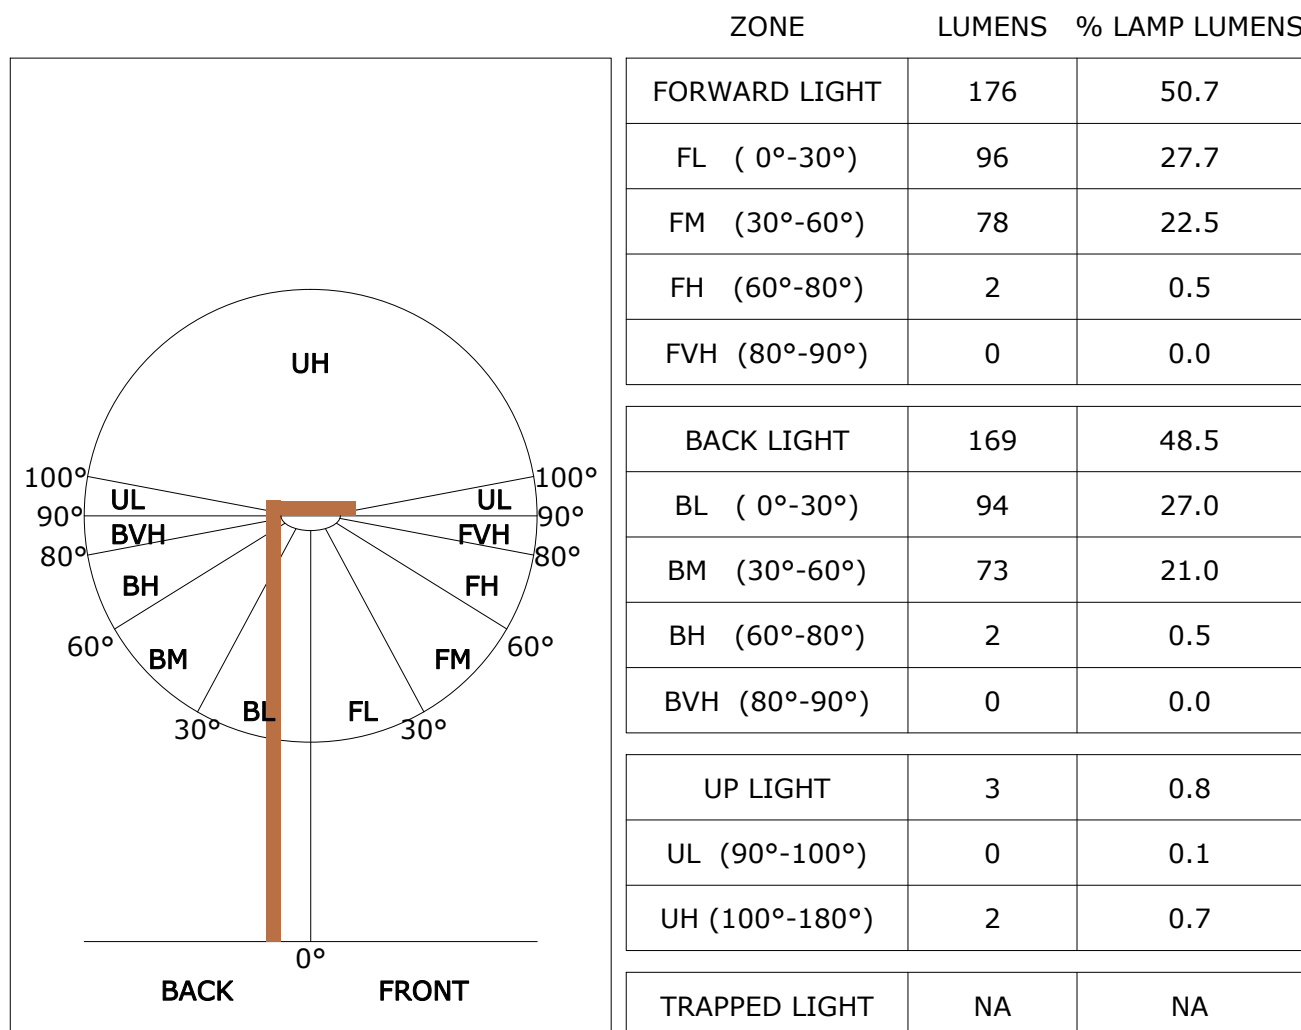 ZONE LUMENS % LAMP LUMENS
FORWARD LIGHT 176 50.7
FL ( 0°-30°) 96 27.7
FM (30°-60°) 78 22.5
FH (60°-80°) 2 0.5
FVH (80°-90°) 0 0.0
BACK LIGHT 169 48.5
BL ( 0°-30°) 94 27.0
BM (30°-60°) 73 21.0
BH (60°-80°) 2 0.5
BVH (80°-90°) 0 0.0
UP LIGHT 3 0.8
UL (90°-100°) 0 0.1
UH (100°-180°) 2 0.7
TRAPPED LIGHT NA NA
UH
100° 100°
UL UL
90° 90°
BVH FVH
80° 80°
BH FH
60° 60°
BM FM
BL FL
30° 30°
0°
BACK FRONT